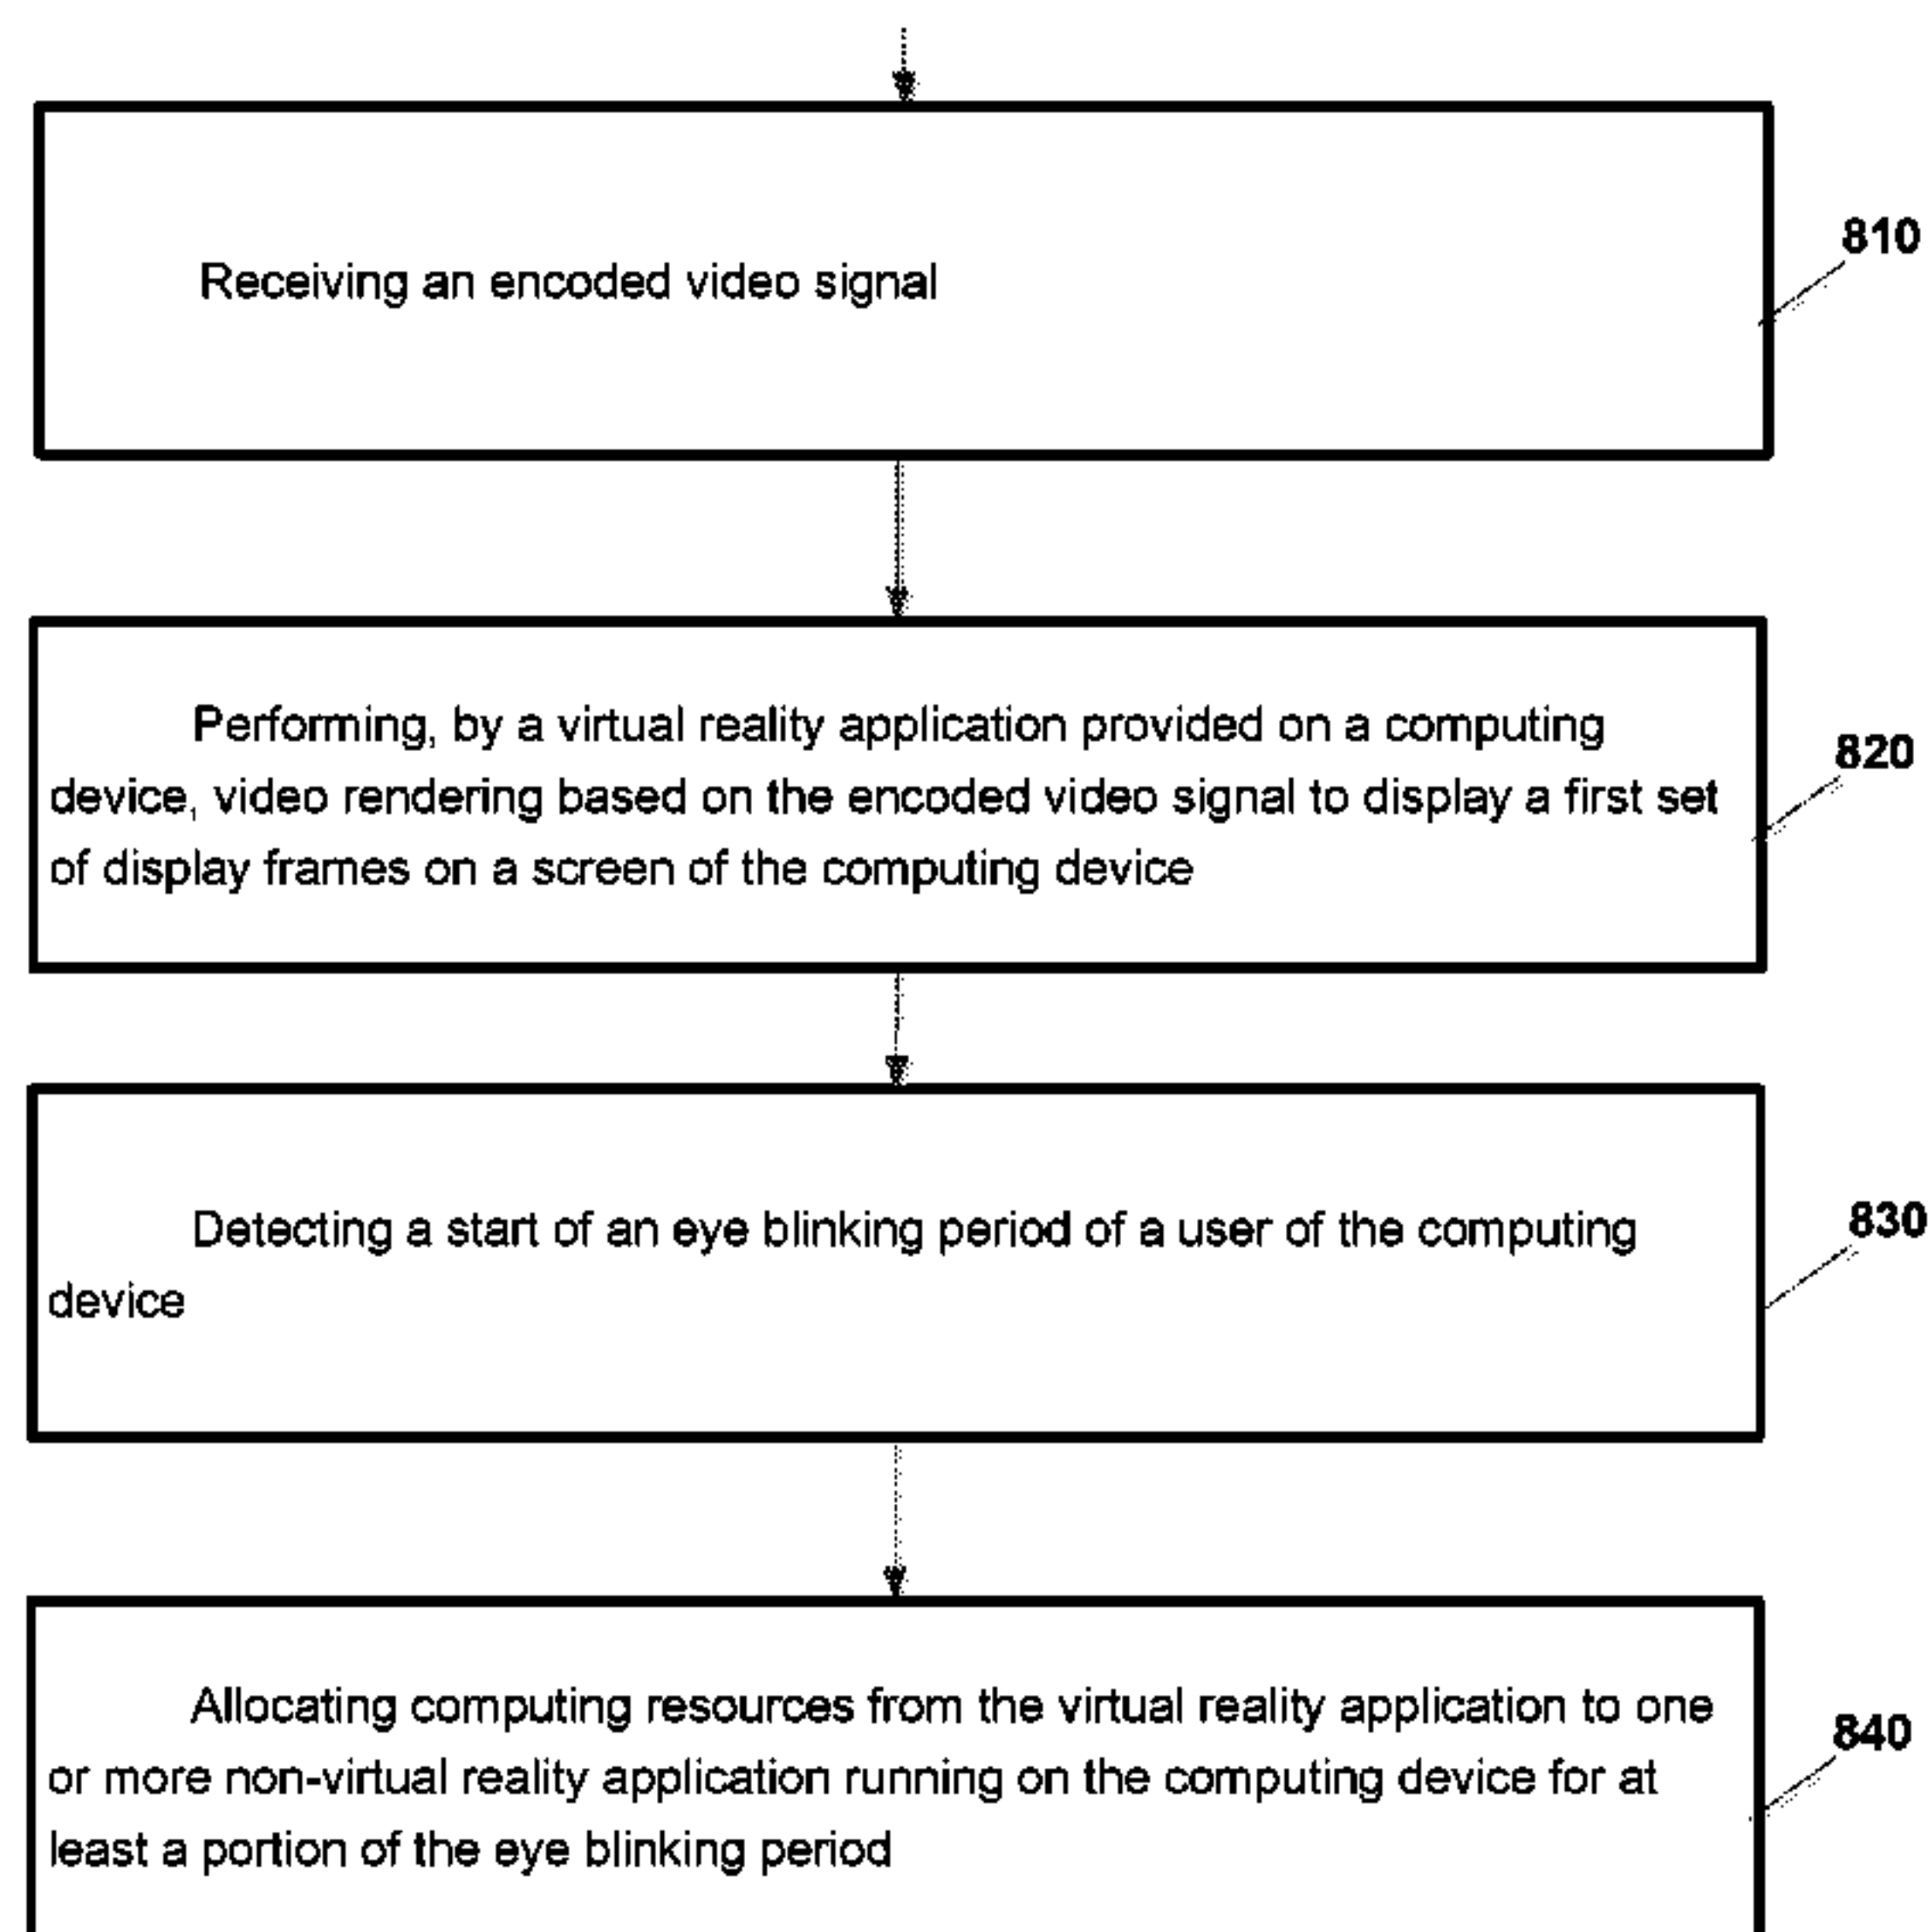 Receiving an encoded video signal
810
Performing, by a virtual reality application provided on a computing
device, video rendering based on the encoded video signal to display a first set
of display frames on a screen of the computing device
820
Detecting a start of an eye blinking period of a user of the computing
device
830
Allocating computing resources from the virtual reality application to one
or more non-virtual reality application running on the computing device for at
least a portion of the eye blinking period
840